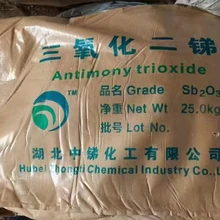 三氧化二锑
Antimony trioxide
TM
品名 Grade Sb₂O₃
净重 Net Wt 25.0kg
批号 Lot No.
湖北中锑化工有限公司
Hubei Zhongti Chemical Industry Co.,Ltd